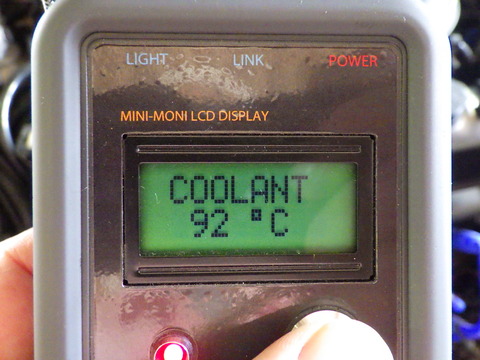 LIGHT LINK POWER
MINI-MONI LCD DISPLAY
COOLANT
92 °C